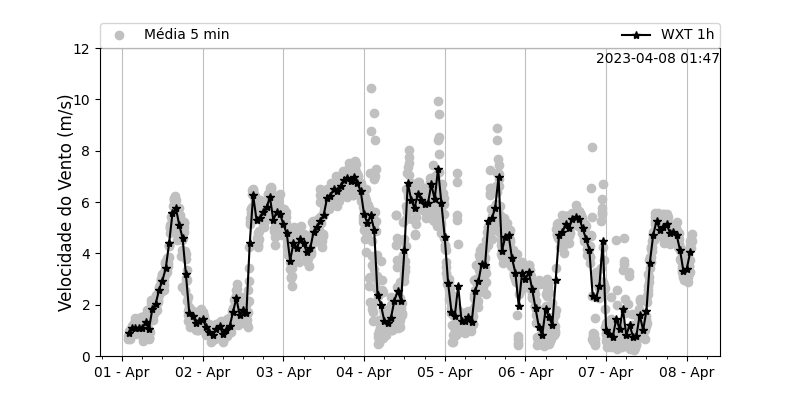 Média 5 min
WXT 1h
2023-04-08 01:47
Velocidade do Vento (m/s)
12
10
8
6
4
2
0
01 - Apr 02 - Apr 03 - Apr 04 - Apr 05 - Apr 06 - Apr 07 - Apr 08 - Apr